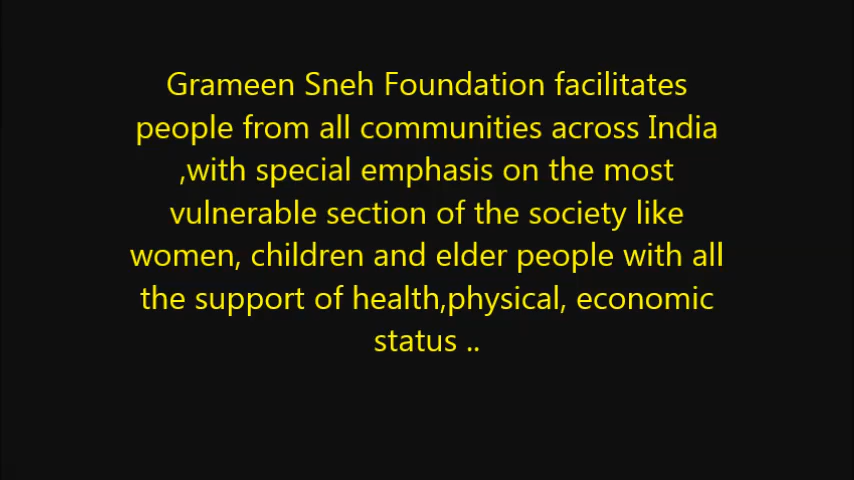 Grameen Sneh Foundation facilitates
people from all communities across India
,with special emphasis on the most
vulnerable section of the society like
women, children and elder people with all
the support of health,physical, economic
status ..